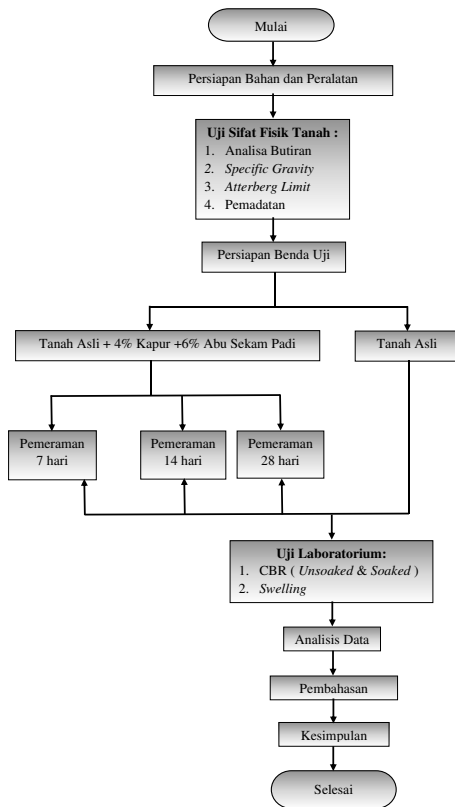 Mulai
Persiapan Bahan dan Peralatan
Uji Sifat Fisik Tanah :
1. Analisa Butiran
2. Specific Gravity
3. Atterberg Limit
4. Pemadatan
Persiapan Benda Uji
Tanah Asli + 4% Kapur +6% Abu Sekam Padi
Tanah Asli
Pemeraman
7 hari
Pemeraman
14 hari
Pemeraman
28 hari
Uji Laboratorium:
1. CBR ( Unsoaked & Soaked )
2. Swelling
Analisis Data
Pembahasan
Kesimpulan
Selesai